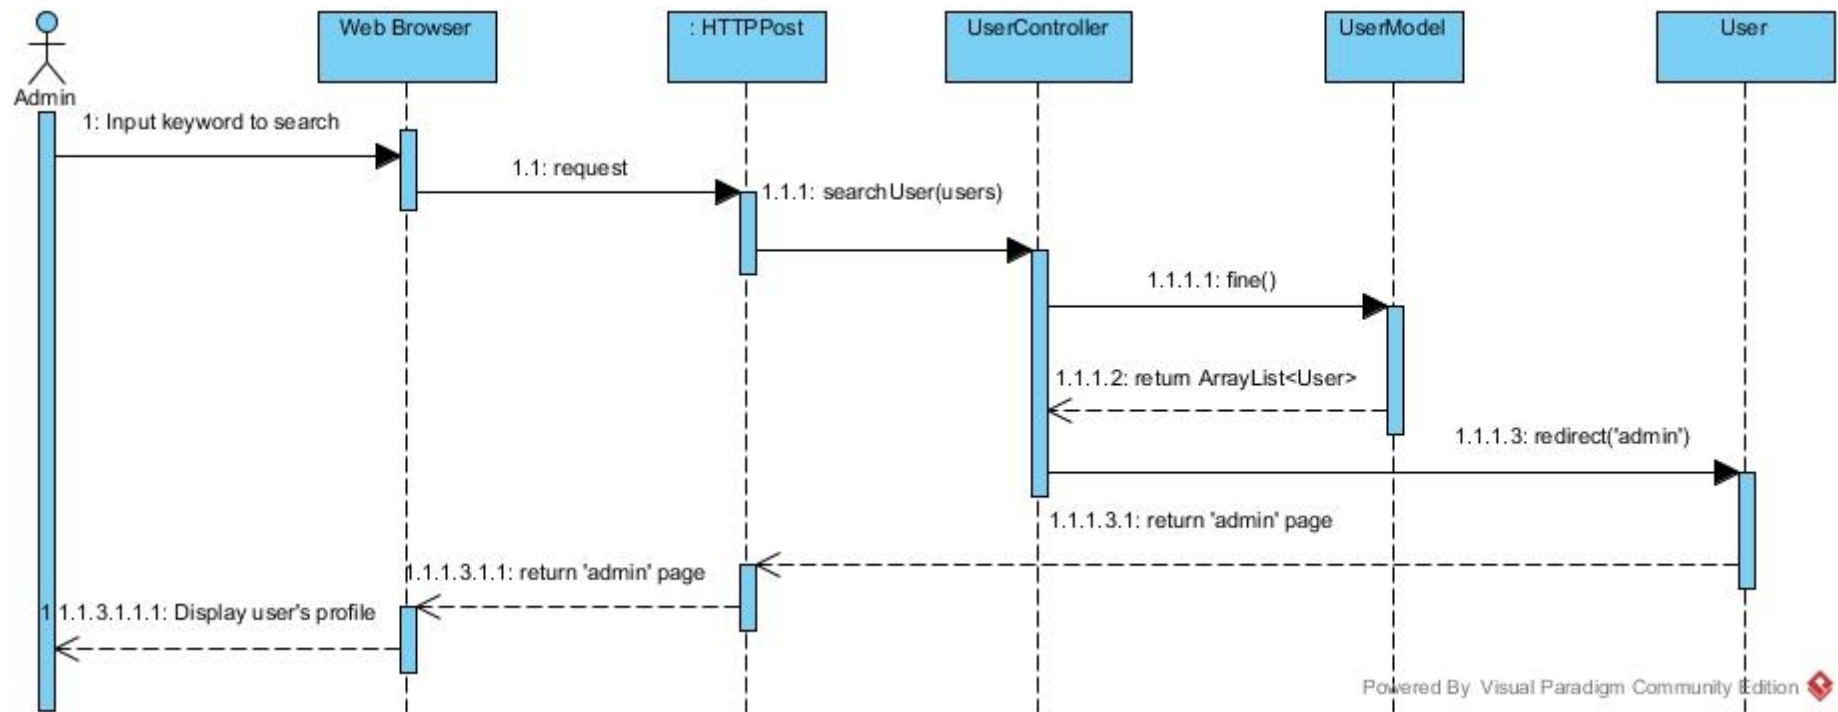 Web Browser
: HTTPPost
UserController
UserModel
User
Admin
1: Input keyword to search
1.1: request
1.1.1: searchUser(users)
1.1.1.1: fine()
1.1.1.2: return ArrayList<User>
1.1.1.3: redirect('admin')
1.1.1.3.1: return 'admin' page
1.1.1.3.1.1: return 'admin' page
1.1.1.3.1.1.1: Display user's profile
Powered By Visual Paradigm Community Edition